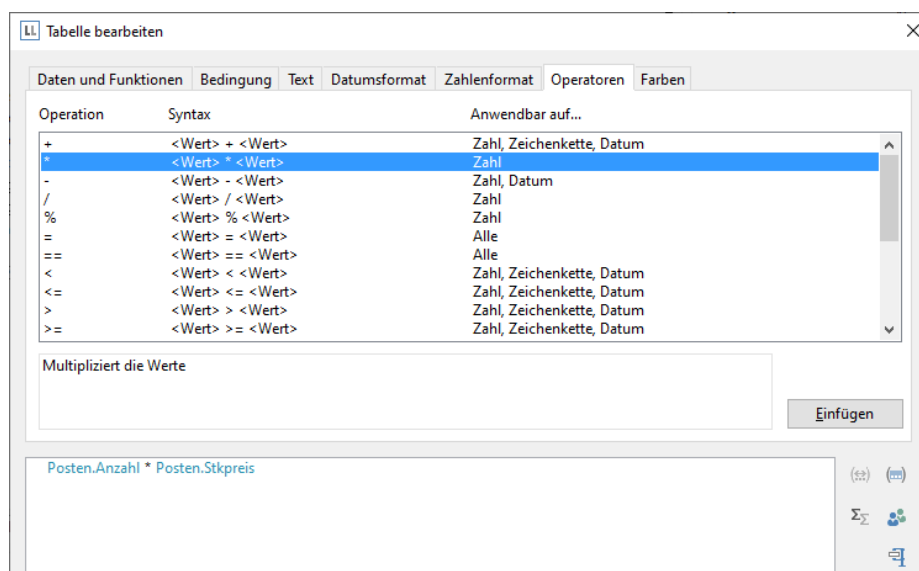 LL Tabelle bearbeiten
Daten und Funktionen Bedingung Text Datumsformat Zahlenformat Operatoren Farben
Operation Syntax Anwendbar auf...
+ <Wert> + <Wert> Zahl, Zeichenkette, Datum
* <Wert> * <Wert> Zahl
- <Wert> - <Wert> Zahl, Datum
/ <Wert> / <Wert> Zahl
% <Wert> % <Wert> Zahl
= <Wert> = <Wert> Alle
== <Wert> == <Wert> Alle
< <Wert> < <Wert> Zahl, Zeichenkette, Datum
<= <Wert> <= <Wert> Zahl, Zeichenkette, Datum
> <Wert> > <Wert> Zahl, Zeichenkette, Datum
>= <Wert> >= <Wert> Zahl, Zeichenkette, Datum
Multipliziert die Werte
Einfügen
Posten.Anzahl * Posten.Stkpreis